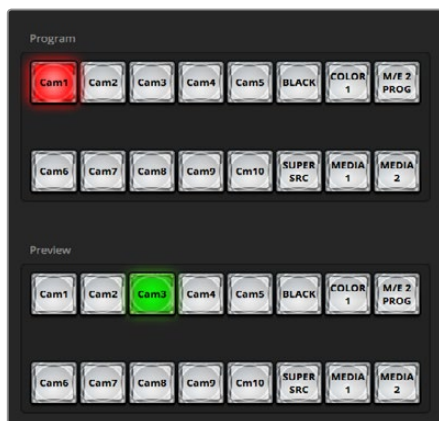 Program
Cam1 Cam2 Cam3 Cam4 Cam5 BLACK COLOR 1 M/E 2 PROG
Cam6 Cam7 Cam8 Cam9 Cm10 SUPER SRC MEDIA 1 MEDIA 2
Preview
Cam1 Cam2 Cam3 Cam4 Cam5 BLACK COLOR 1 M/E 2 PROG
Cam6 Cam7 Cam8 Cam9 Cm10 SUPER SRC MEDIA 1 MEDIA 2